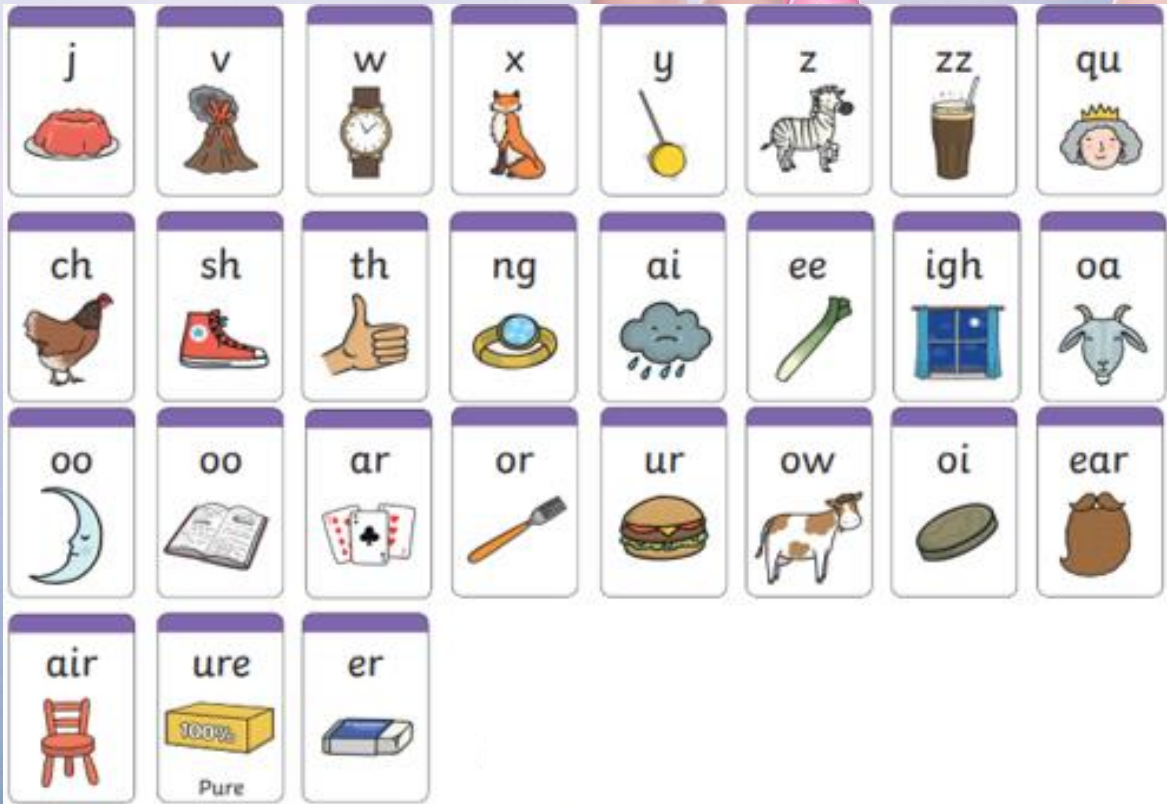 j v w x y z zz qu
ch sh th ng ai ee igh oa
oo oo ar or ur ow oi ear
air ure er
100%
Pure